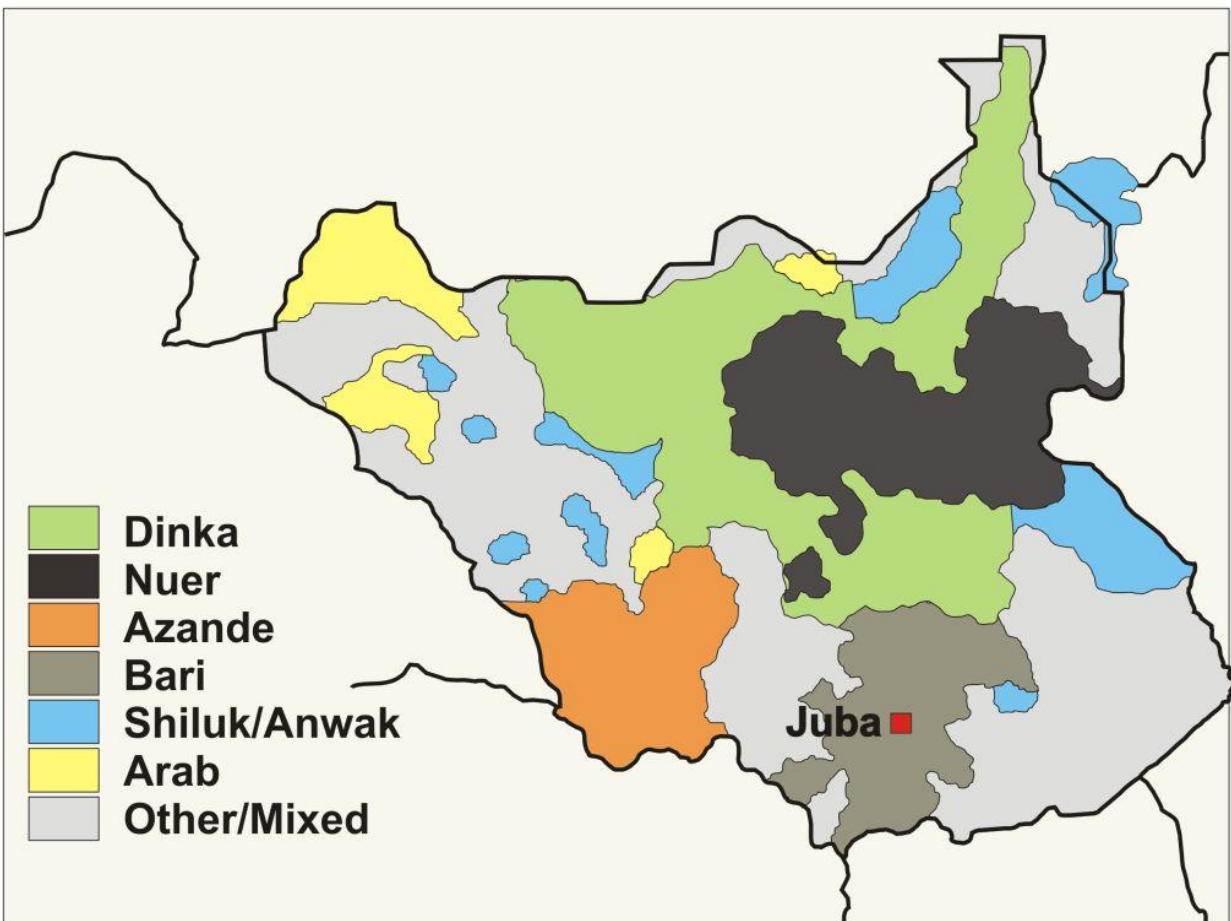 Dinka
Nuer
Azande
Bari
Shiluk/Anwak
Juba
Arab
Other/Mixed